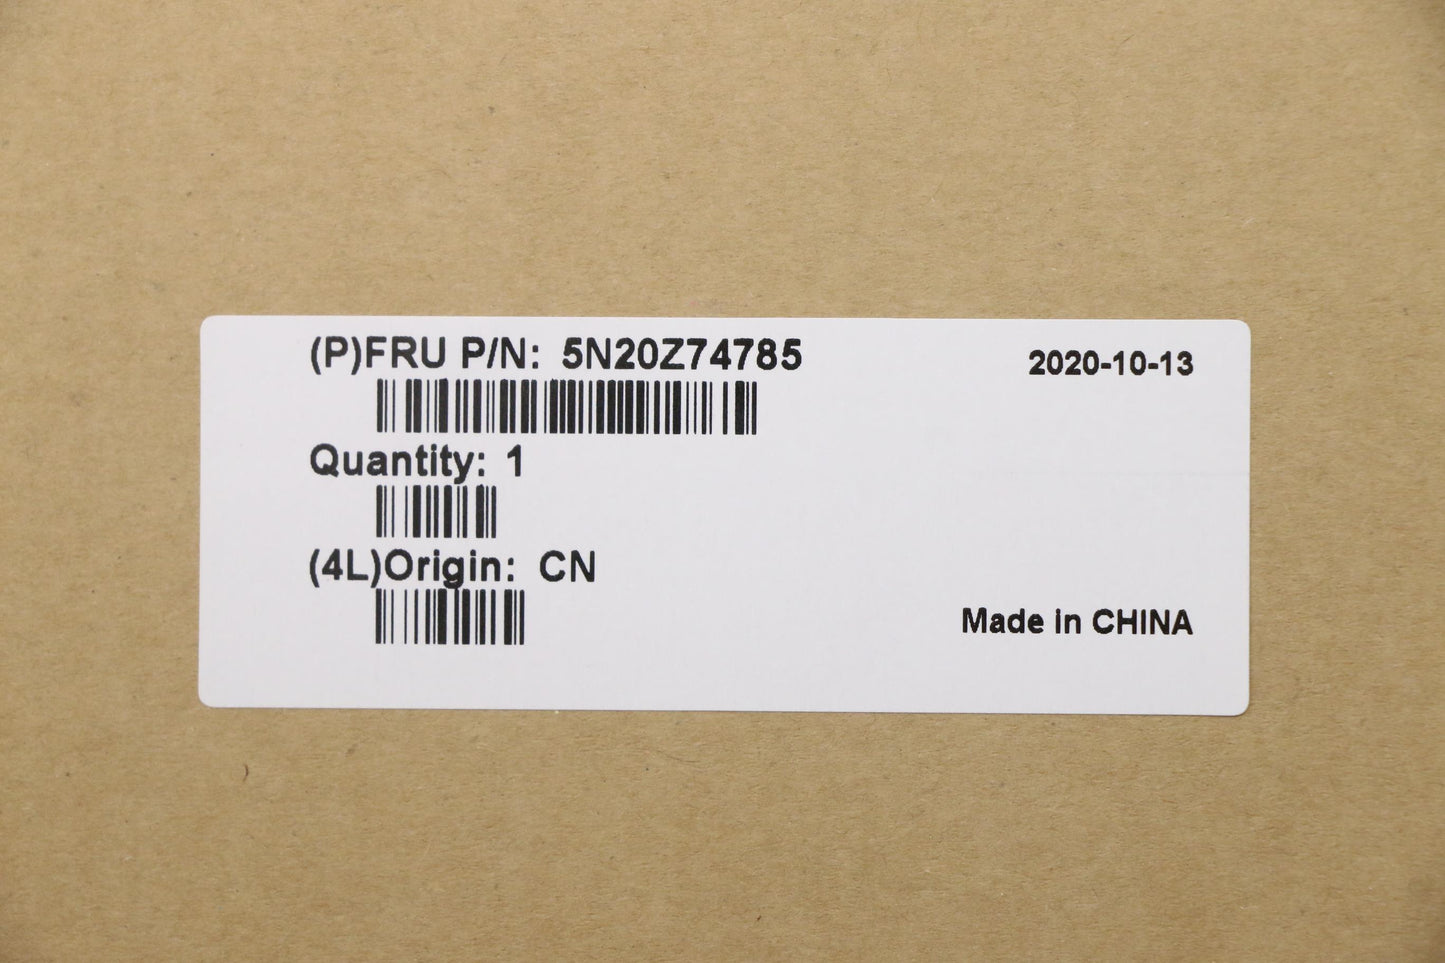 (P)FRU P/N: 5N20Z74785
2020-10-13
Quantity: 1
(4L)Origin: CN
Made in CHINA